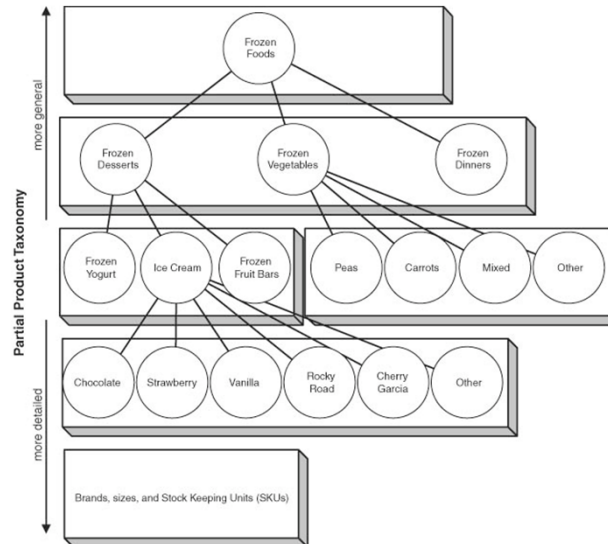 Partial Product Taxonomy
more general
more detailed
Frozen
Foods
Frozen
Desserts
Frozen
Vegetables
Frozen
Dinners
Frozen
Yogurt
Ice Cream
Frozen
Fruit Bars
Peas
Carrots
Mixed
Other
Chocolate
Strawberry
Vanilla
Rocky
Road
Cherry
Garcia
Other
Brands, sizes, and Stock Keeping Units (SKUs)